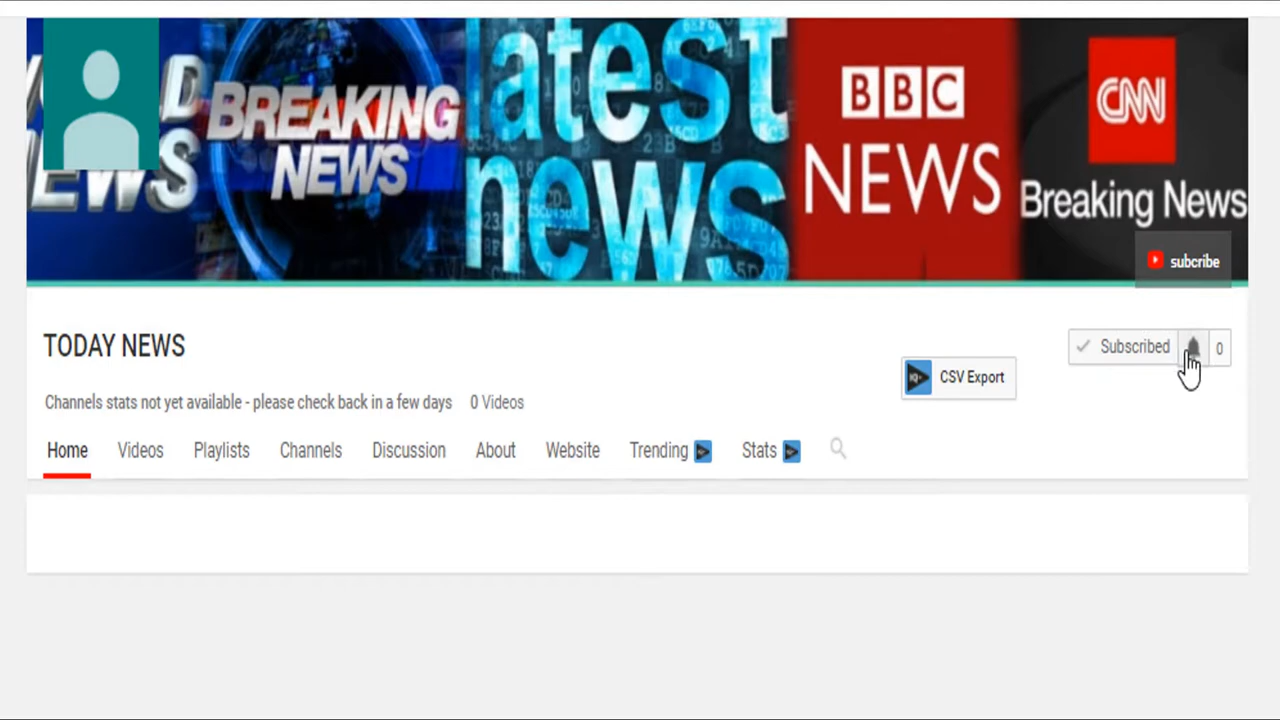 WORLD
NEWS
BREAKING
NEWS
latest
news
BBC
NEWS
CNN
Breaking News
subcribe
TODAY NEWS
Subscribed 0
CSV Export
Channels stats not yet available - please check back in a few days 0 Videos
Home Videos Playlists Channels Discussion About Website Trending Stats